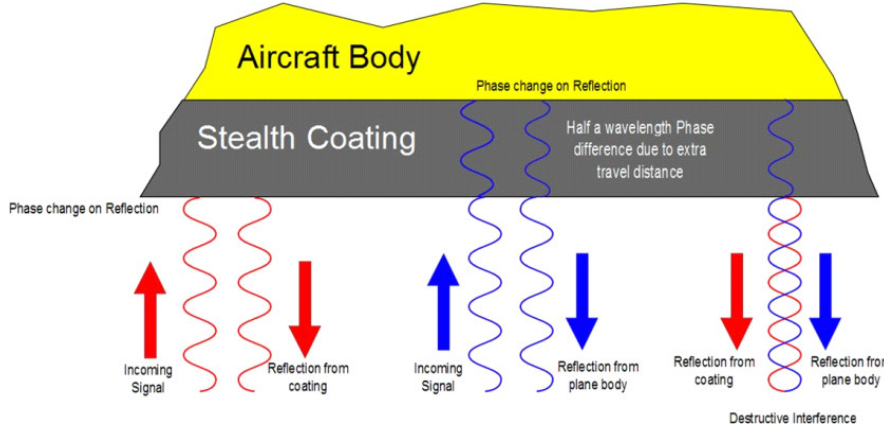 Aircraft Body
Phase change on Reflection
Stealth Coating
Half a wavelength Phase
difference due to extra
travel distance
Phase change on Reflection
Incoming
Signal
Reflection from
coating
Incoming
Signal
Reflection from
plane body
Reflection from
coating
Reflection from
plane body
Destructive Interference